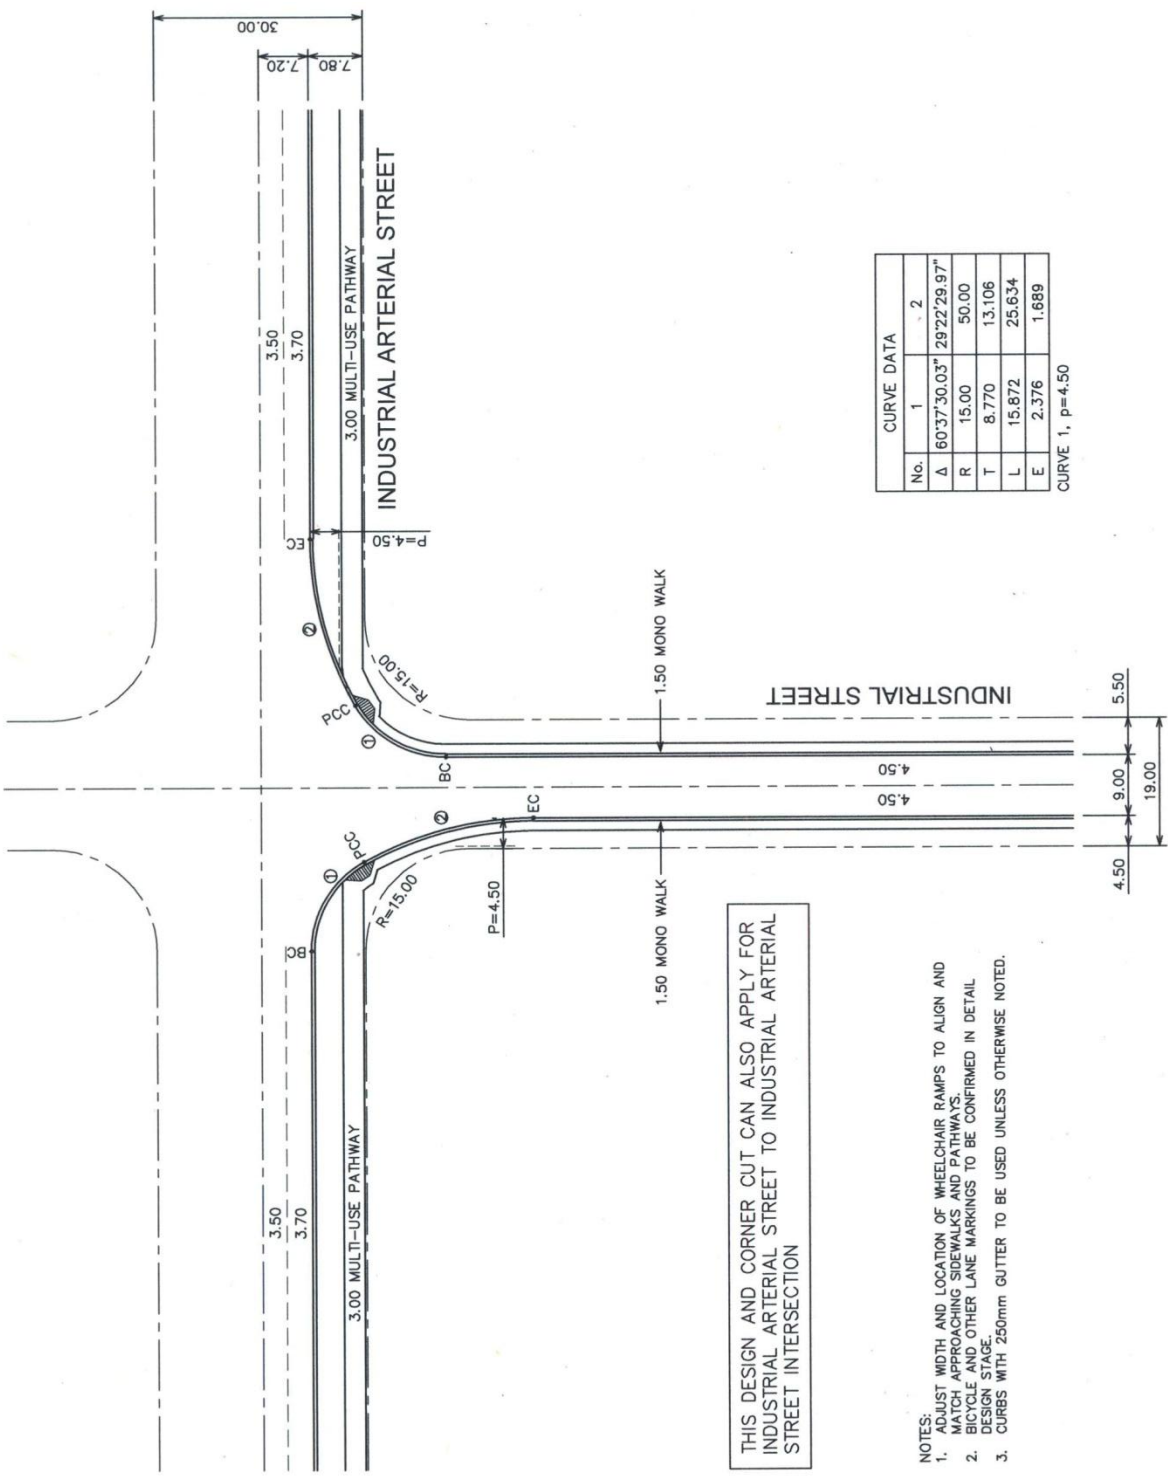 30.00
7.20
7.80
3.50
3.70
3.00 MULTI-USE PATHWAY
INDUSTRIAL ARTERIAL STREET
EC
P=4.50
2
PCC
1
R=15.00
BC
1.50 MONO WALK
INDUSTRIAL STREET
4.50
4.50
5.50
9.00
19.00
4.50
EC
2
PCC
1
BC
R=15.00
P=4.50
1.50 MONO WALK
3.50
3.70
3.00 MULTI-USE PATHWAY
CURVE DATA
No. 1 2
Δ 60°37'30.03" 29°22'29.97"
R 15.00 50.00
T 8.770 13.106
L 15.872 25.634
E 2.376 1.689
CURVE 1, p=4.50
THIS DESIGN AND CORNER CUT CAN ALSO APPLY FOR
INDUSTRIAL ARTERIAL STREET TO INDUSTRIAL ARTERIAL
STREET INTERSECTION
NOTES:
1. ADJUST WIDTH AND LOCATION OF WHEELCHAIR RAMPS TO ALIGN AND
MATCH APPROACHING SIDEWALKS AND PATHWAYS.
2. BICYCLE AND OTHER LANE MARKINGS TO BE CONFIRMED IN DETAIL
DESIGN STAGE.
3. CURBS WITH 250mm GUTTER TO BE USED UNLESS OTHERWISE NOTED.